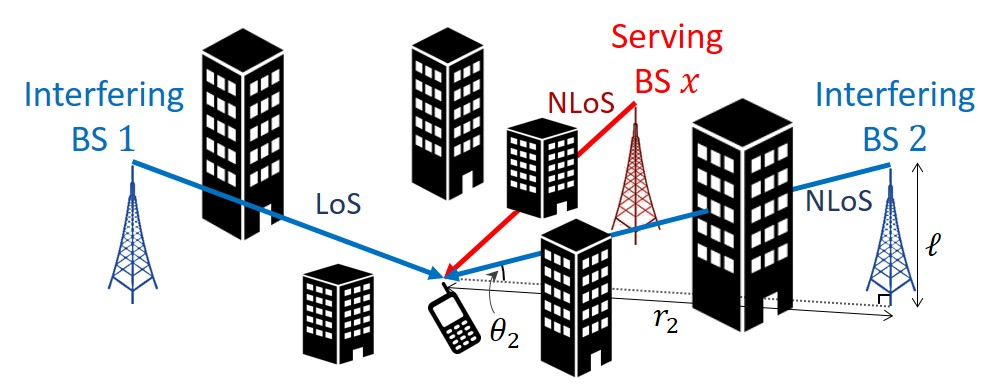 Serving
BS x
Interfering
BS 1
NLoS
Interfering
BS 2
LoS
NLoS
ℓ
r₂
θ₂